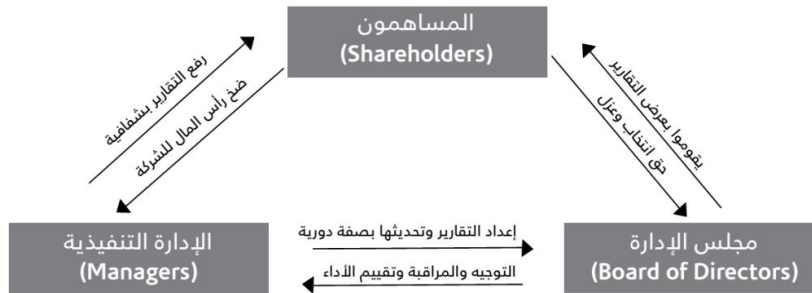 المساهمون
(Shareholders)
رفع التقارير بشفافية
ضخ رأس المال للشركة
يقوموا بعرض التقارير
حق انتخاب وعزل
إعداد التقارير وتحديثها بصفة دورية
التوجيه والمراقبة وتقييم الأداء
الإدارة التنفيذية
(Managers)
مجلس الإدارة
(Board of Directors)